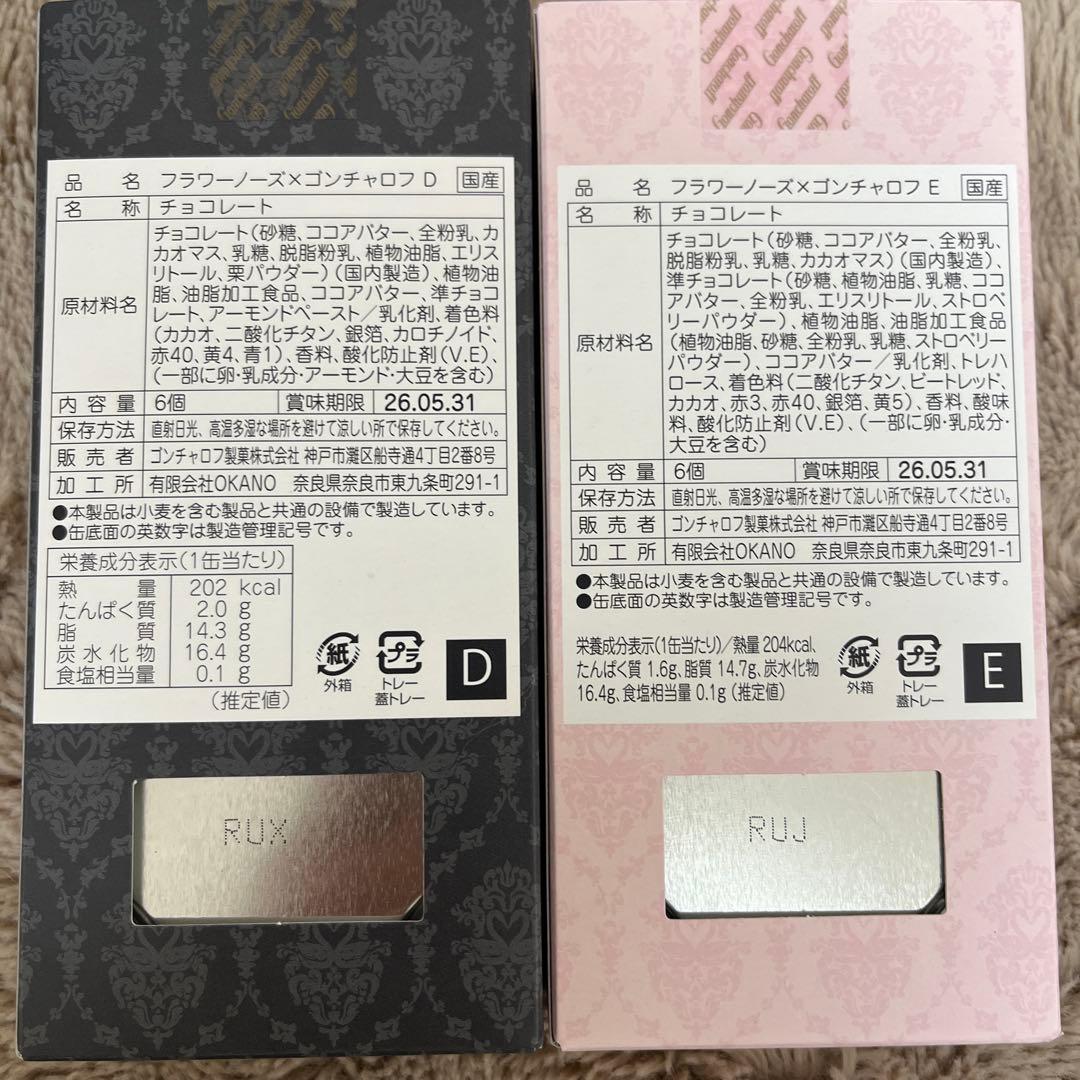 Goncharoff
品名 フラワーノーズ×ゴンチャロフ D 国産
名称 チョコレート
原材料名
チョコレート(砂糖、ココアバター、全粉乳、カ
カオマス、乳糖、脱脂粉乳、植物油脂、エリス
リトール、栗パウダー)(国内製造)、植物油
脂、油脂加工食品、ココアバター、準チョコ
レート、アーモンドペースト/乳化剤、着色料
(カカオ、二酸化チタン、銀箔、カロチノイド、
赤40、黄4、青1)、香料、酸化防止剤(V.E)、
(一部に卵・乳成分・アーモンド・大豆を含む)
内容量 6個 賞味期限 26.05.31
保存方法 直射日光、高温多湿な場所を避けて涼しい所で保存してください。
販売者 ゴンチャロフ製菓株式会社 神戸市灘区船寺通4丁目2番8号
加工所 有限会社OKANO 奈良県奈良市東九条町291-1
●本製品は小麦を含む製品と共通の設備で製造しています。
●缶底面の英数字は製造管理記号です。
栄養成分表示(1缶当たり)
熱量 202 kcal
たんぱく質 2.0 g
脂質 14.3 g
炭水化物 16.4 g
食塩相当量 0.1 g
(推定値)
紙
外箱
プラ
トレー
蓋トレー
D
RUX
Goncharoff
品名 フラワーノーズ×ゴンチャロフ E 国産
名称 チョコレート
原材料名
チョコレート(砂糖、ココアバター、全粉乳、
脱脂粉乳、乳糖、カカオマス)(国内製造)、
準チョコレート(砂糖、植物油脂、乳糖、ココ
アバター、全粉乳、エリスリトール、ストロベ
リーパウダー)、植物油脂、油脂加工食品
(植物油脂、砂糖、全粉乳、乳糖、ストロベリー
パウダー)、ココアバター/乳化剤、トレハ
ロース、着色料(二酸化チタン、ビートレッド、
カカオ、赤3、赤40、銀箔、黄5)、香料、酸味
料、酸化防止剤(V.E)、(一部に卵・乳成分・
大豆を含む)
内容量 6個 賞味期限 26.05.31
保存方法 直射日光、高温多湿な場所を避けて涼しい所で保存してください。
販売者 ゴンチャロフ製菓株式会社 神戸市灘区船寺通4丁目2番8号
加工所 有限会社OKANO 奈良県奈良市東九条町291-1
●本製品は小麦を含む製品と共通の設備で製造しています。
●缶底面の英数字は製造管理記号です。
栄養成分表示(1缶当たり)/熱量 204kcal、
たんぱく質 1.6g、脂質 14.7g、炭水化物
16.4g、食塩相当量 0.1g(推定値)
紙
外箱
プラ
トレー
蓋トレー
E
RUJ